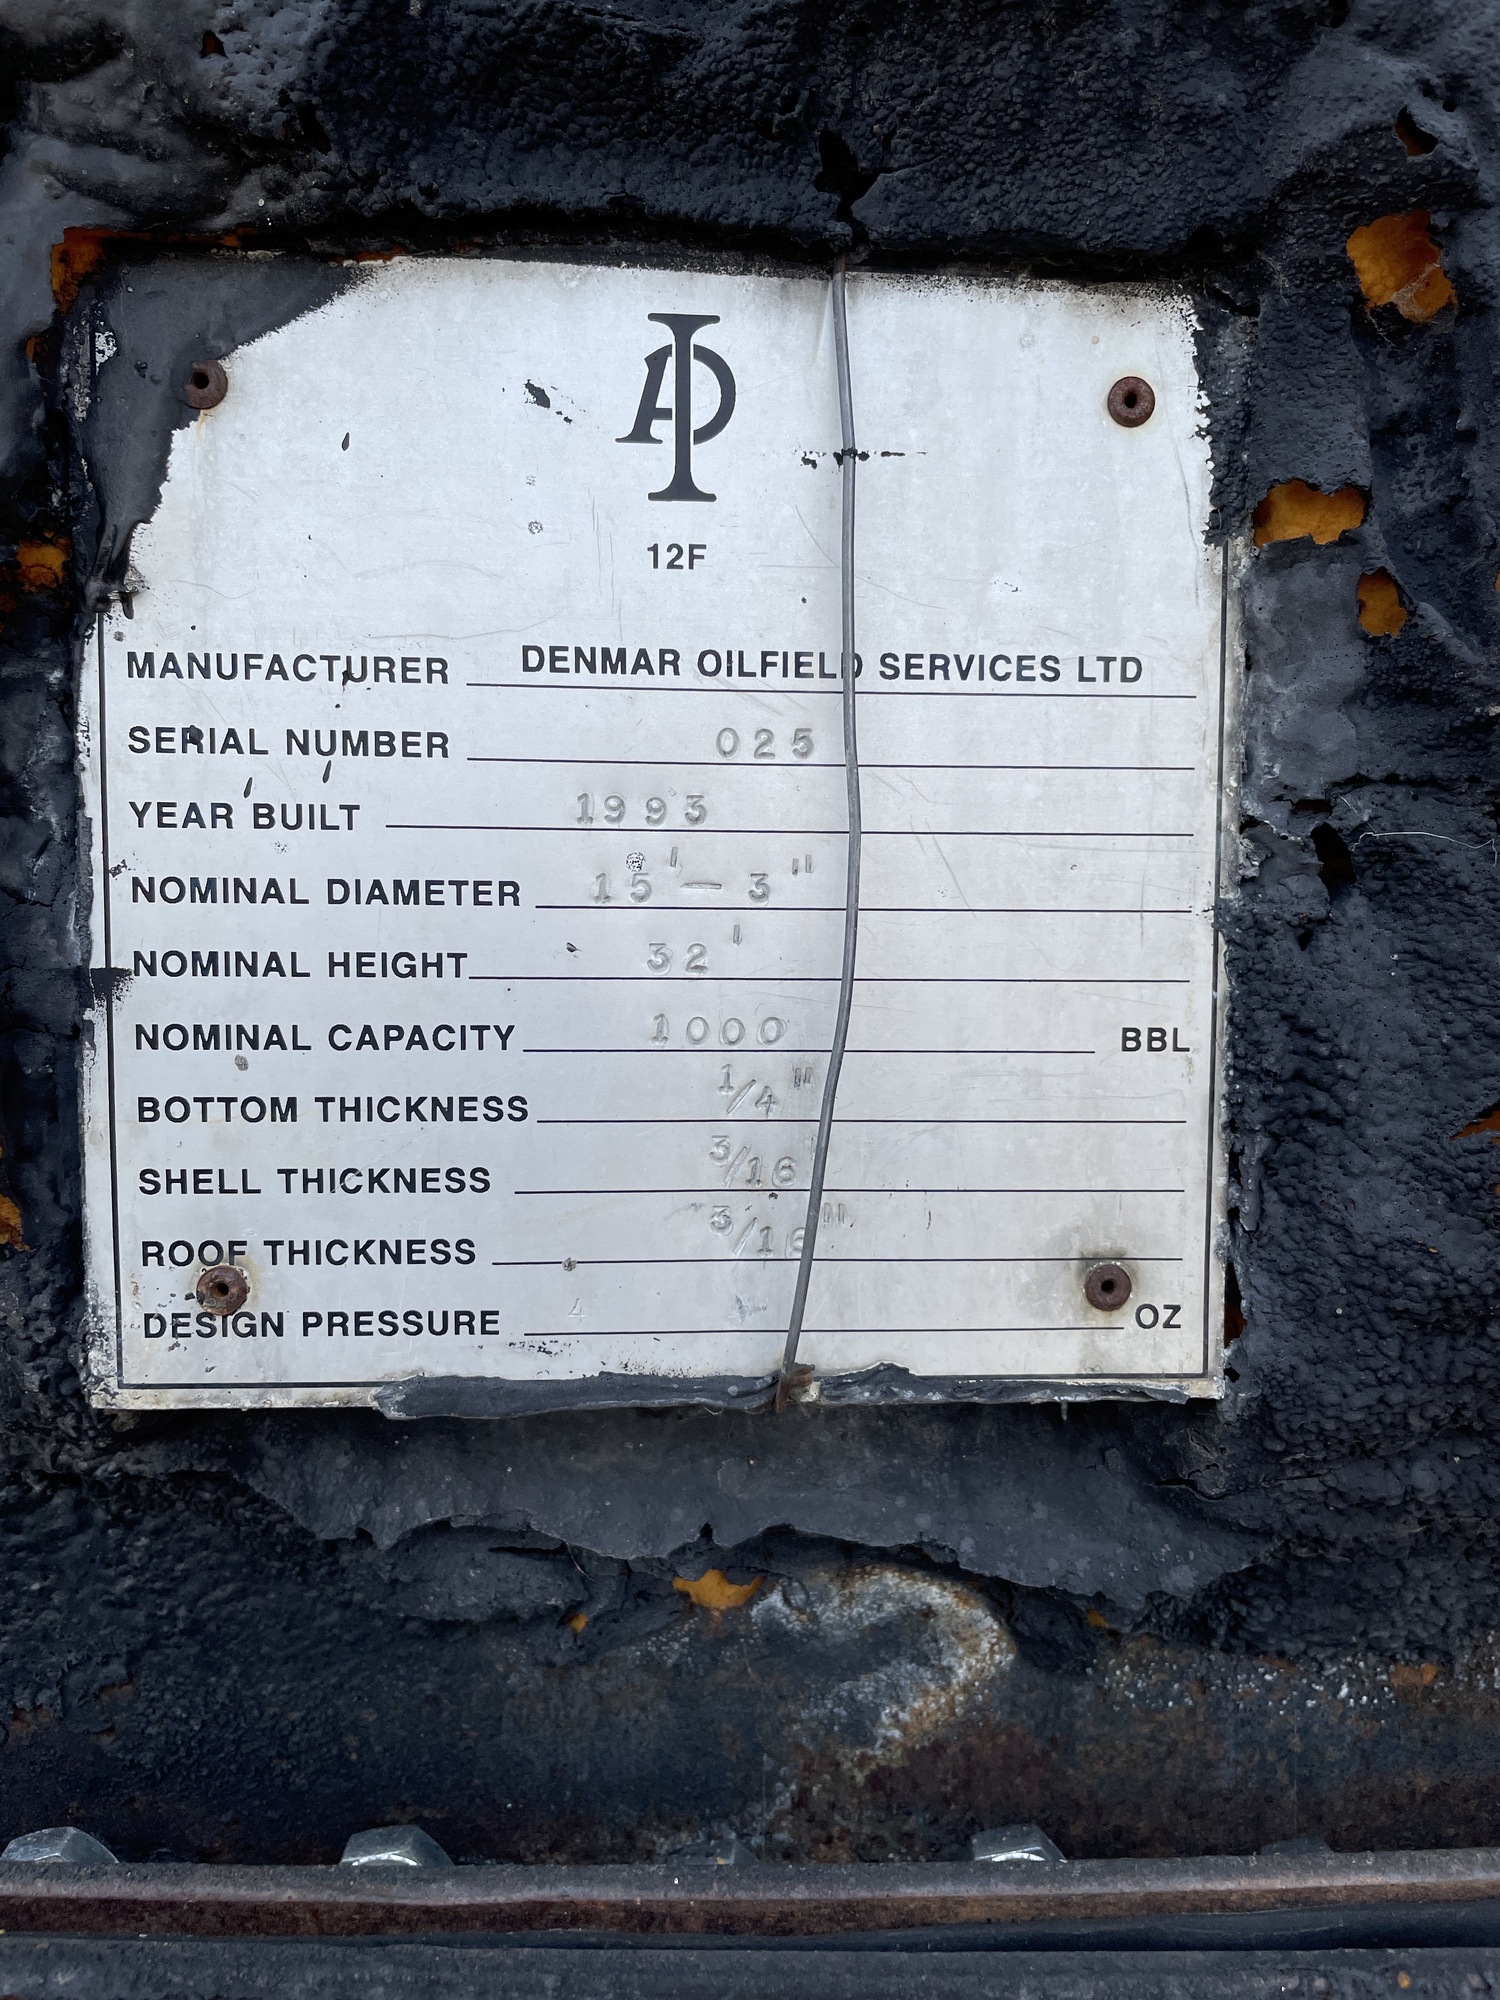 API
12F
MANUFACTURER DENMAR OILFIELD SERVICES LTD
SERIAL NUMBER 025
YEAR BUILT 1993
NOMINAL DIAMETER 15'-3"
NOMINAL HEIGHT 32'
NOMINAL CAPACITY 1000 BBL
BOTTOM THICKNESS 1/4"
SHELL THICKNESS 3/16"
ROOF THICKNESS 3/16"
DESIGN PRESSURE OZ